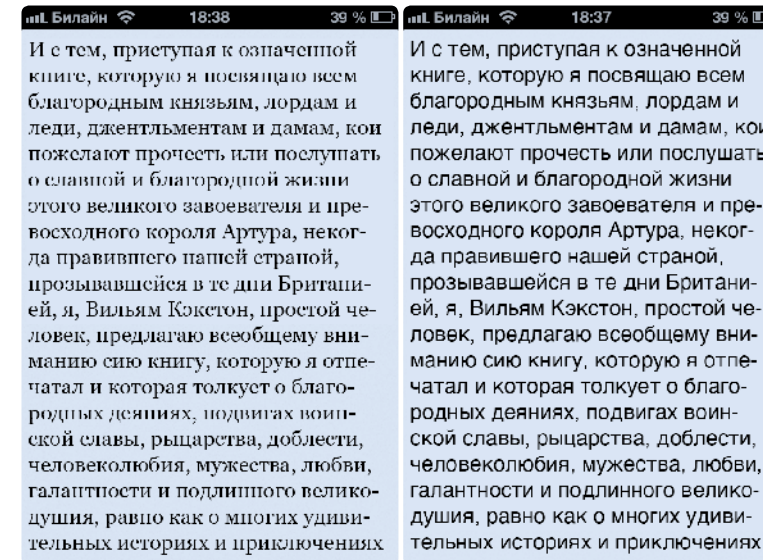 Билайн 18:38 39 %
И с тем, приступая к означенной
книге, которую я посвящаю всем
благородным князьям, лордам и
леди, джентльментам и дамам, кои
пожелают прочесть или послушать
о славной и благородной жизни
этого великого завоевателя и пре-
восходного короля Артура, неког-
да правившего нашей страной,
прозывавшейся в те дни Британи-
ей, я, Вильям Кэкстон, простой че-
ловек, предлагаю всеобщему вни-
манию сию книгу, которую я отпе-
чатал и которая толкует о благо-
родных деяниях, подвигах воин-
ской славы, рыцарства, доблести,
человеколюбия, мужества, любви,
галантности и подлинного велико-
душия, равно как о многих удиви-
тельных историях и приключениях
Билайн 18:37 39 %
И с тем, приступая к означенной
книге, которую я посвящаю всем
благородным князьям, лордам и
леди, джентльментам и дамам, кои
пожелают прочесть или послушать
о славной и благородной жизни
этого великого завоевателя и пре-
восходного короля Артура, неког-
да правившего нашей страной,
прозывавшейся в те дни Британи-
ей, я, Вильям Кэкстон, простой че-
ловек, предлагаю всеобщему вни-
манию сию книгу, которую я отпе-
чатал и которая толкует о благо-
родных деяниях, подвигах воин-
ской славы, рыцарства, доблести,
человеколюбия, мужества, любви,
галантности и подлинного велико-
душия, равно как о многих удиви-
тельных историях и приключениях